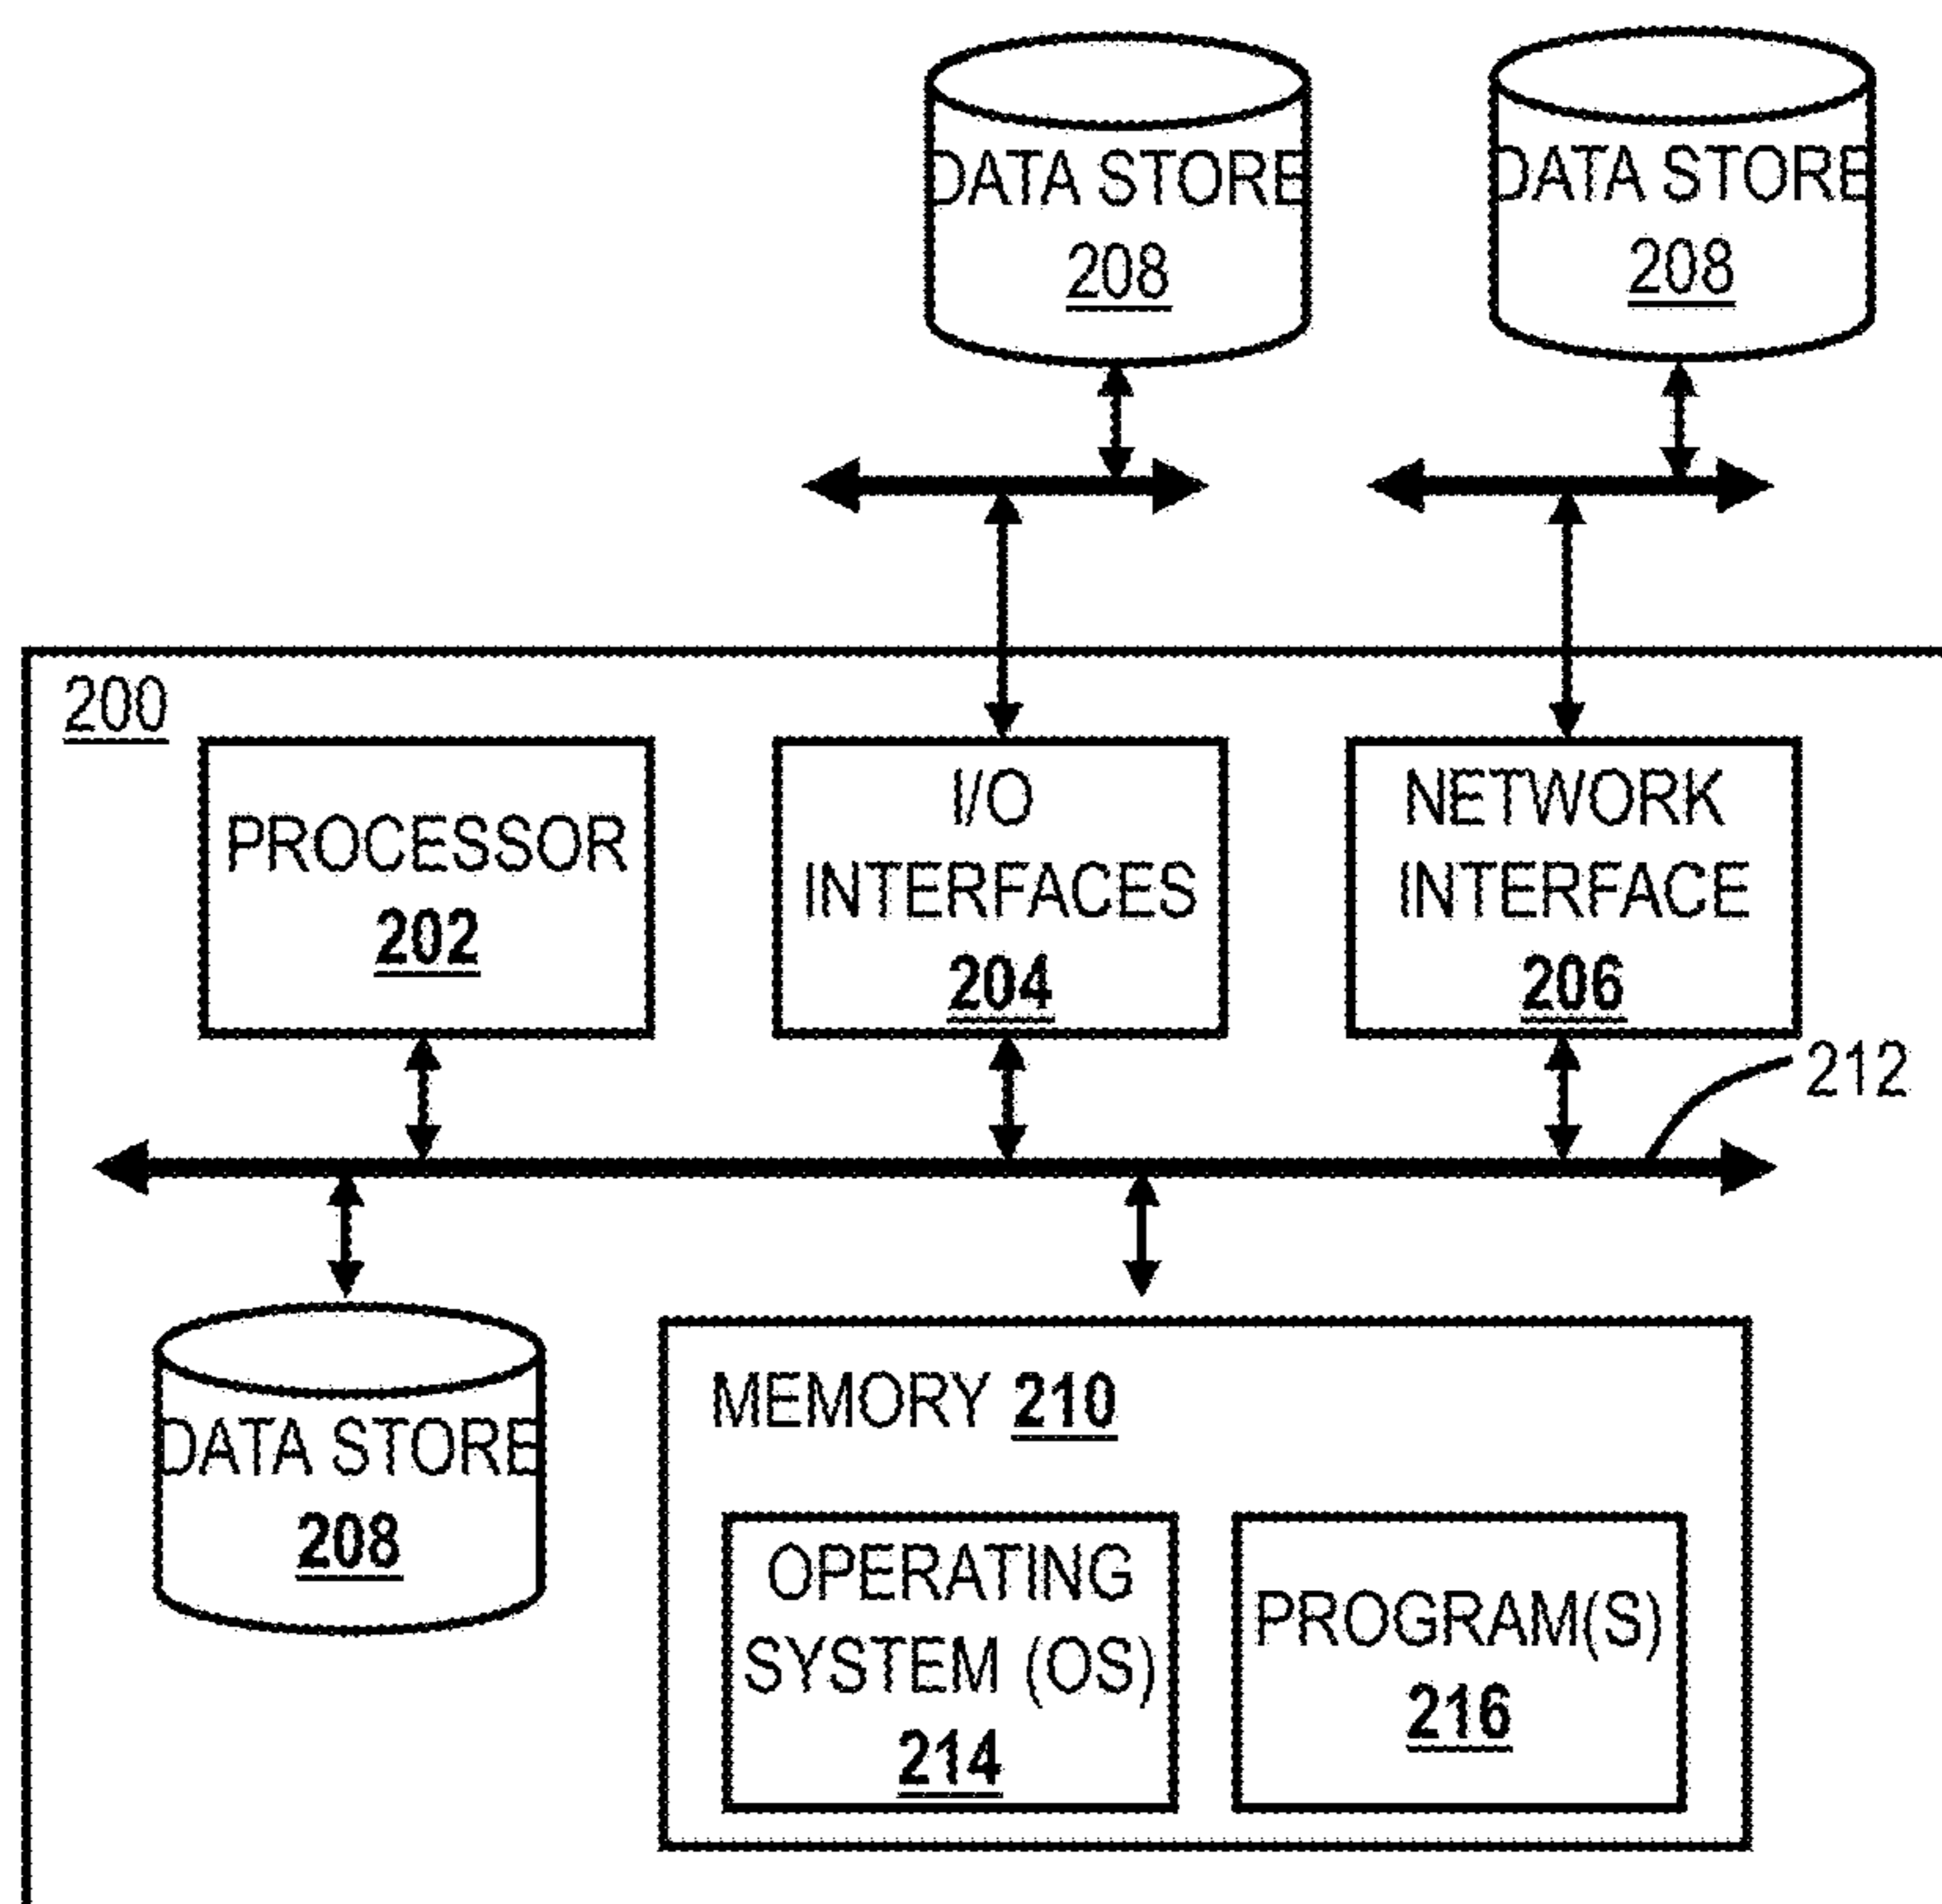 DATA STORE
208
DATA STORE
208
200
PROCESSOR
202
I/O
INTERFACES
204
NETWORK
INTERFACE
206
212
DATA STORE
208
MEMORY 210
OPERATING
SYSTEM (OS)
214
PROGRAM(S)
216